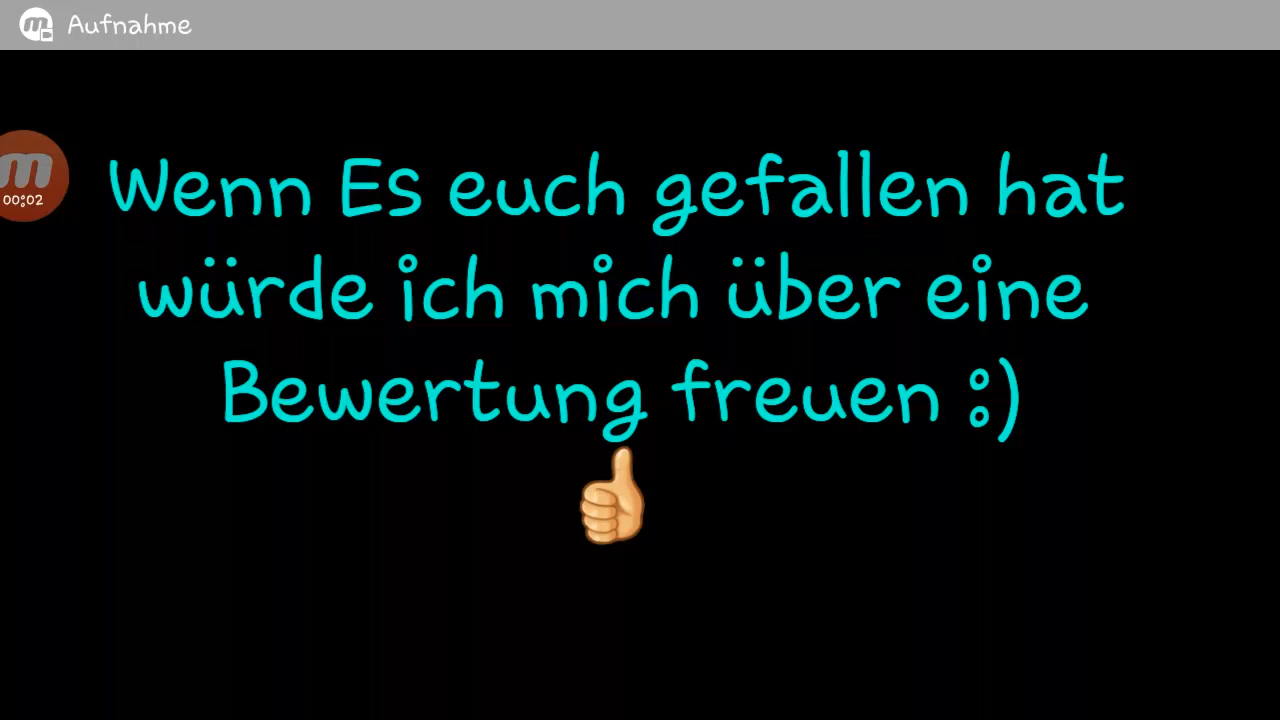 Aufnahme
00:02
Wenn Es euch gefallen hat
würde ich mich über eine
Bewertung freuen :)